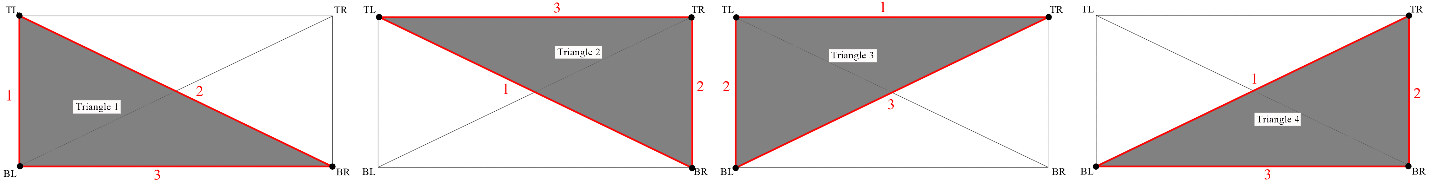 TL TR
1 2
Triangle 1
BL 3 BR
TL 3 TR
Triangle 2
1 2
BL BR
TL 1 TR
Triangle 3
2 3
BL BR
TL TR
1 2
Triangle 4
BL 3 BR